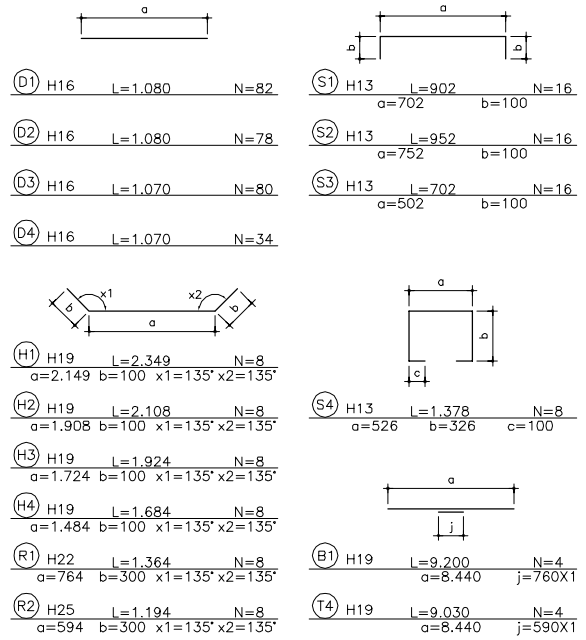 a
D1 H16 L=1.080 N=82
D2 H16 L=1.080 N=78
D3 H16 L=1.070 N=80
D4 H16 L=1.070 N=34
x1 x2
b a b
H1 H19 L=2.349 N=8
a=2.149 b=100 x1=135° x2=135°
H2 H19 L=2.108 N=8
a=1.908 b=100 x1=135° x2=135°
H3 H19 L=1.924 N=8
a=1.724 b=100 x1=135° x2=135°
H4 H19 L=1.684 N=8
a=1.484 b=100 x1=135° x2=135°
R1 H22 L=1.364 N=8
a=764 b=300 x1=135° x2=135°
R2 H25 L=1.194 N=8
a=594 b=300 x1=135° x2=135°
a
b b
S1 H13 L=902 N=16
a=702 b=100
S2 H13 L=952 N=16
a=752 b=100
S3 H13 L=702 N=16
a=502 b=100
a
b
c
S4 H13 L=1.378 N=8
a=526 b=326 c=100
a
j
B1 H19 L=9.200 N=4
a=8.440 j=760X1
T4 H19 L=9.030 N=4
a=8.440 j=590X1